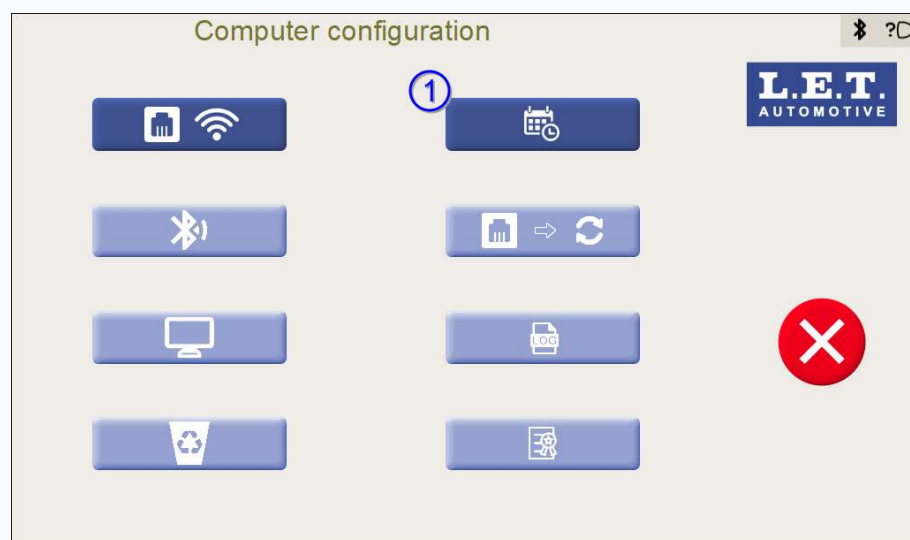 Computer configuration
?
1
L.E.T.
AUTOMOTIVE
LOG